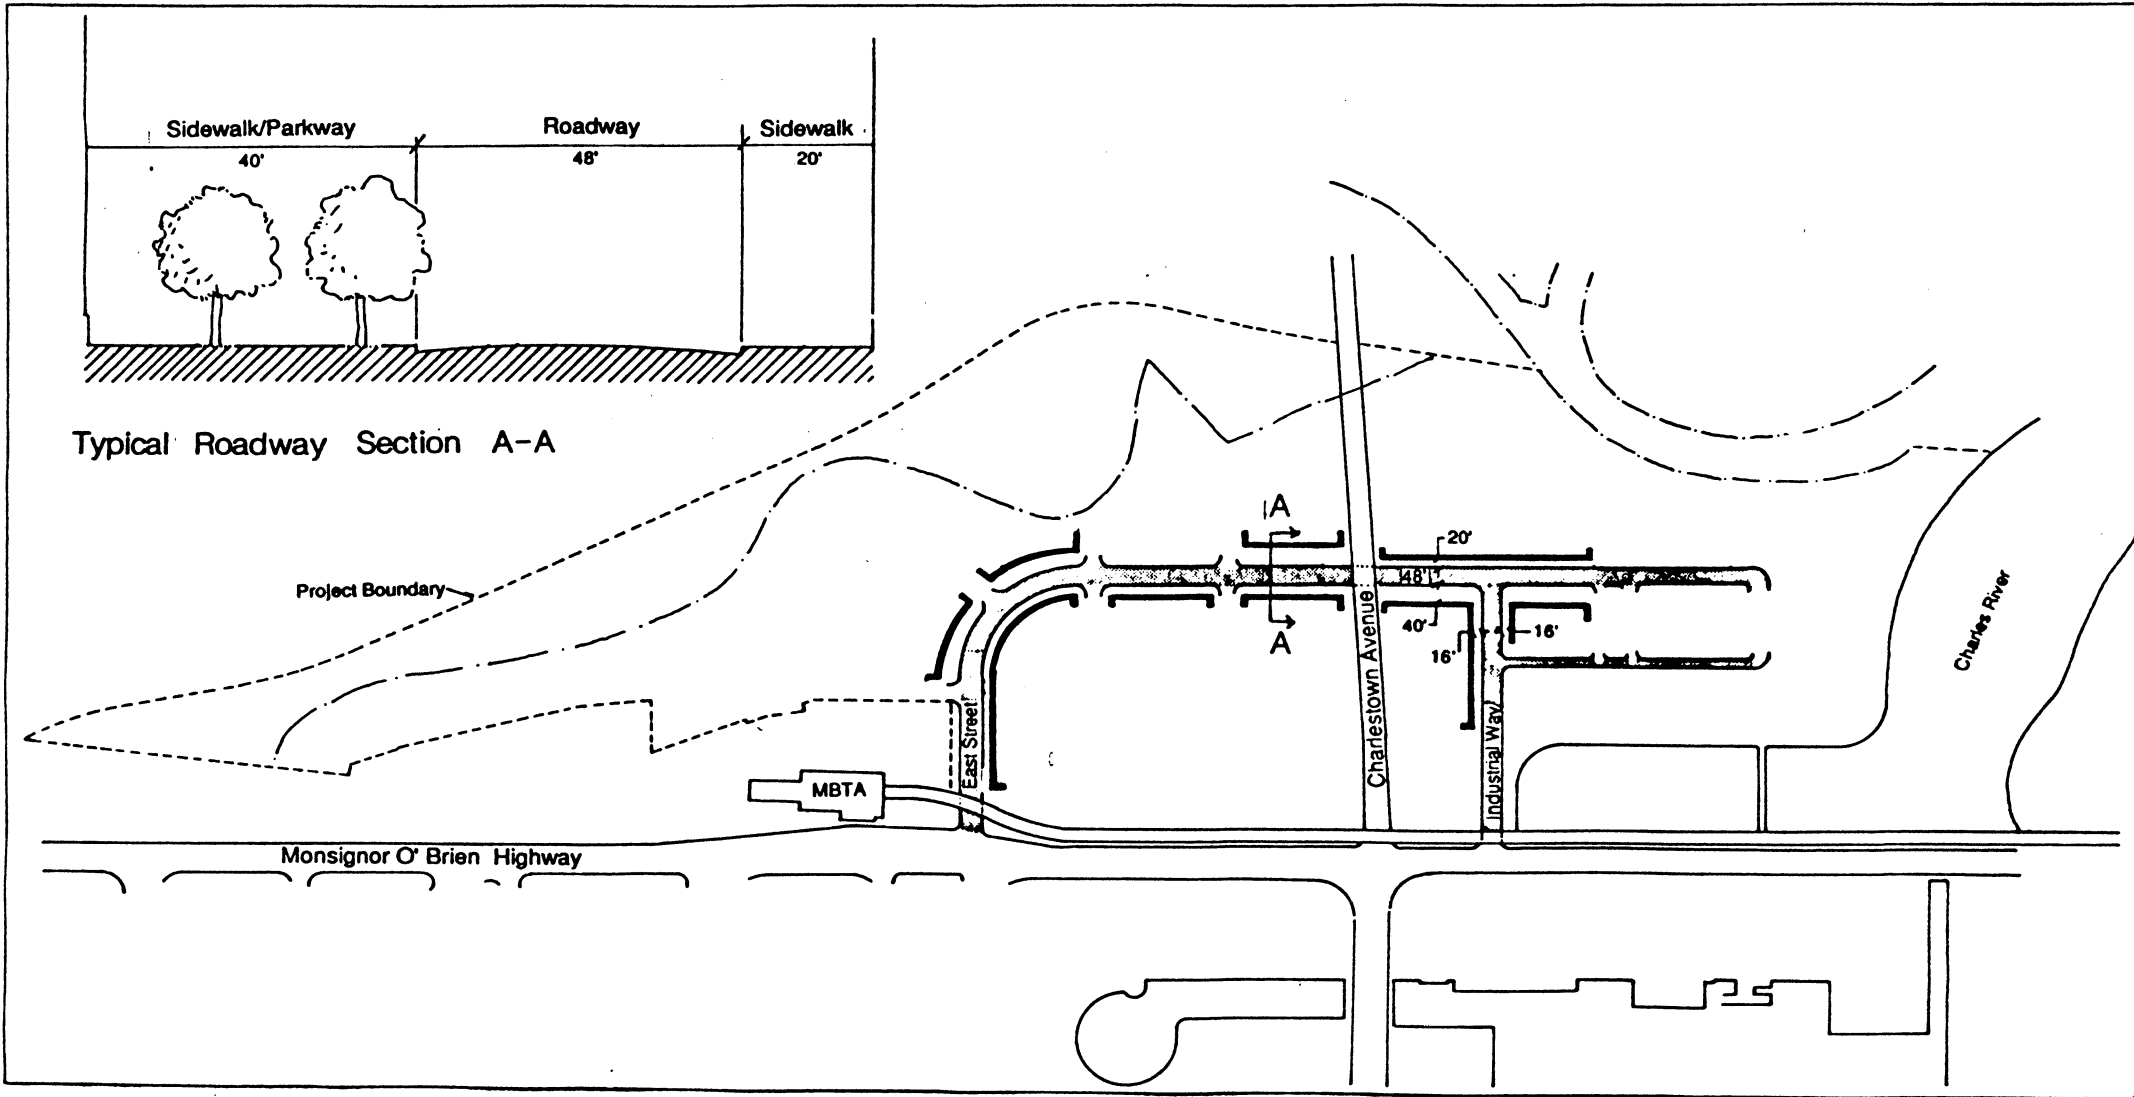 Sidewalk/Parkway Roadway Sidewalk
40' 48' 20'
Typical Roadway Section A-A
A
20'
Project Boundary
48'
40'
16'
16'
A
Charles River
Charlestown Avenue
East Street
Industrial Way
MBTA
Monsignor O' Brien Highway